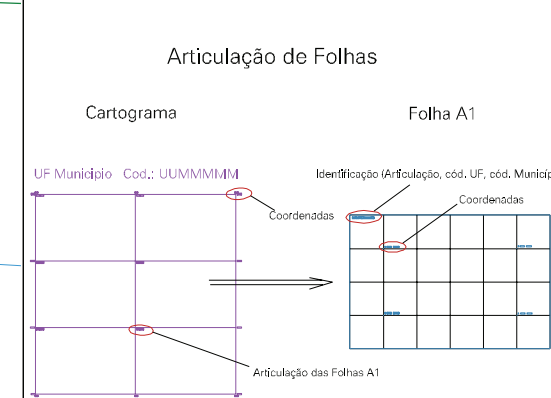 Articulação de Folhas
Cartograma
Folha A1
UF Municipio Cod.: UUMMMMM
Identificação (Articulação, cód. UF, cód. Municíp
Coordenadas
Coordenadas
Articulação das Folhas A1